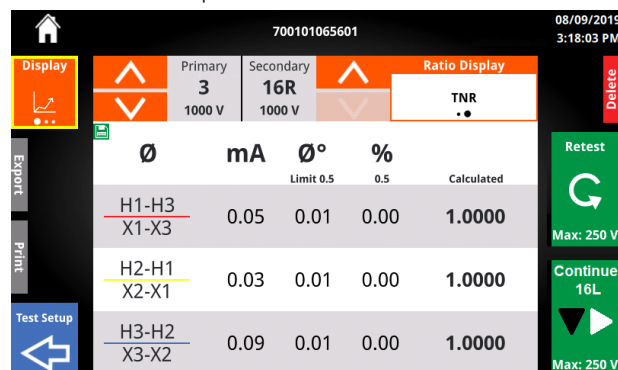 700101065601
08/09/2019
3:18:03 PM
Display
Primary
3
1000 V
Secondary
16R
1000 V
Ratio Display
TNR
Delete
Export
Print
Test Setup
Ø mA Ø° % 
Limit 0.5 0.5 Calculated
H1-H3
X1-X3
0.05 0.01 0.00 1.0000
H2-H1
X2-X1
0.03 0.01 0.00 1.0000
H3-H2
X3-X2
0.09 0.01 0.00 1.0000
Retest
Max: 250 V
Continue
16L
Max: 250 V